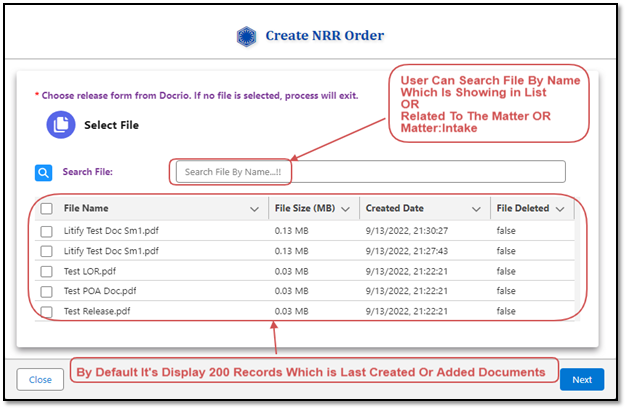 Create NRR Order
User Can Search File By Name
Which Is Showing in List
OR
Related To The Matter OR
Matter:Intake
* Choose release form from Docrio. If no file is selected, process will exit.
Select File
Search File:
Search File By Name...!!
File Name File Size (MB) Created Date File Deleted
Litify Test Doc Sm1.pdf 0.13 MB 9/13/2022, 21:30:27 false
Litify Test Doc Sm1.pdf 0.13 MB 9/13/2022, 21:27:43 false
Test LOR.pdf 0.03 MB 9/13/2022, 21:22:21 false
Test POA Doc.pdf 0.03 MB 9/13/2022, 21:22:21 false
Test Release.pdf 0.03 MB 9/13/2022, 21:22:21 false
By Default It's Display 200 Records Which is Last Created Or Added Documents
Close
Next